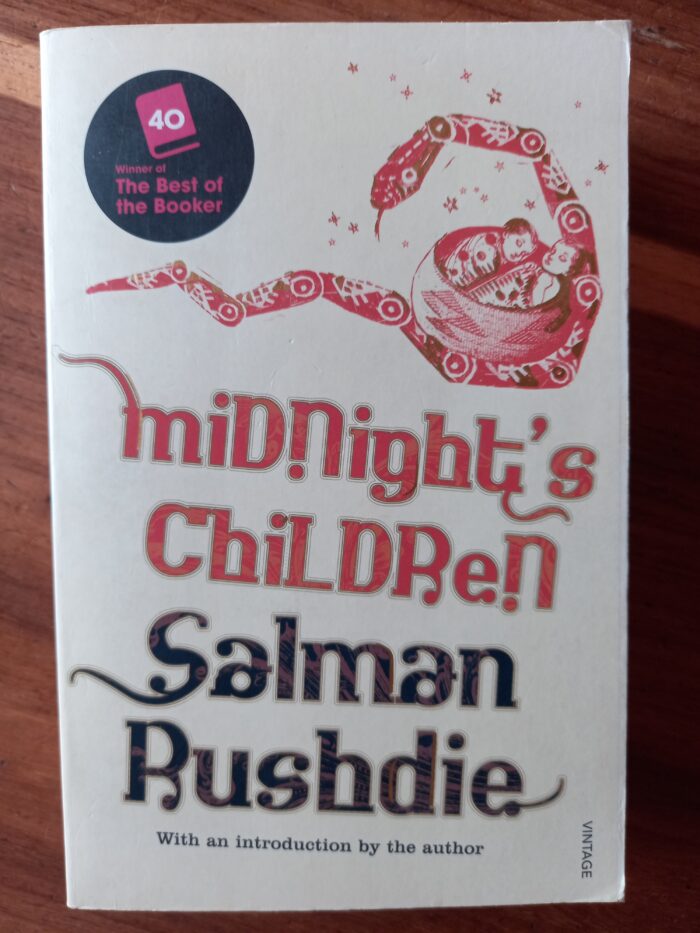 40
Winner of
The Best of
the Booker
miDNight's
ChiLDReN
Salman
Rushdie
With an introduction by the author
VINTAGE